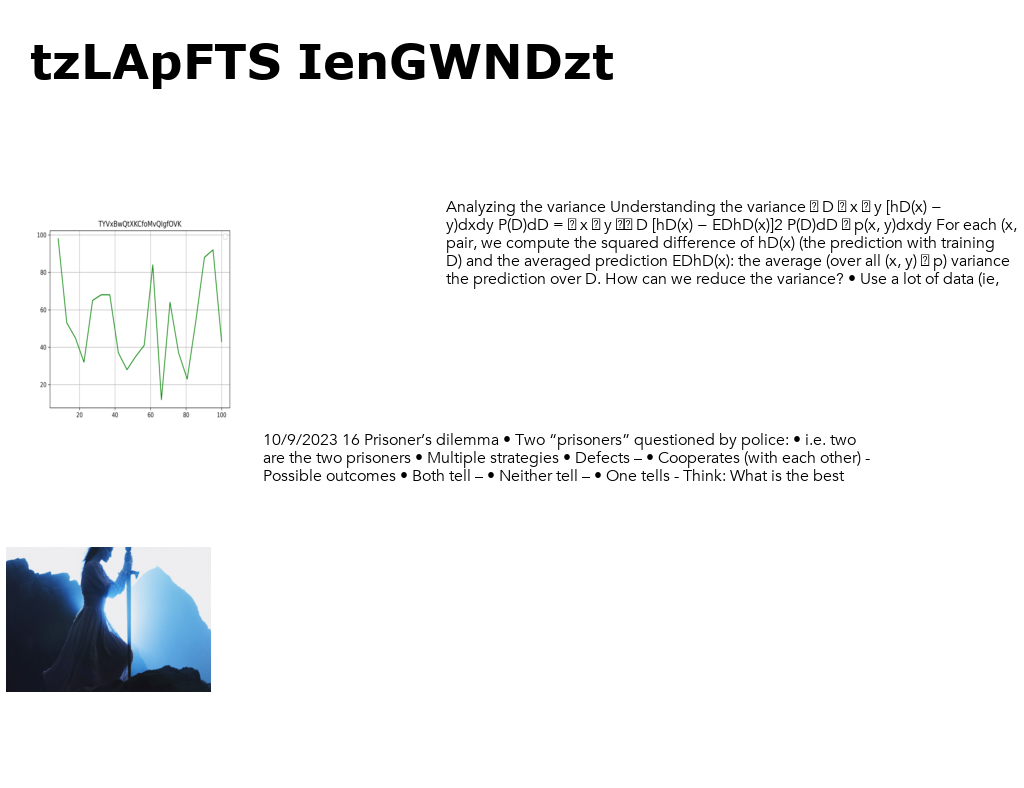 tzLApFTS IenGWNDzt
Analyzing the variance Understanding the variance D x y [hD(x) −
y)dxdy P(D)dD = x y D [hD(x) − EDhD(x)]2 P(D)dD p(x, y)dxdy For each (x,
pair, we compute the squared difference of hD(x) (the prediction with training
D) and the averaged prediction EDhD(x): the average (over all (x, y) p) variance
the prediction over D. How can we reduce the variance? • Use a lot of data (ie,
TYVxBwQtXKCfoMvQIgfOVK
100
80
60
40
20
20 40 60 80 100
10/9/2023 16 Prisoner’s dilemma • Two “prisoners” questioned by police: • i.e. two
are the two prisoners • Multiple strategies • Defects – • Cooperates (with each other) -
Possible outcomes • Both tell – • Neither tell – • One tells - Think: What is the best